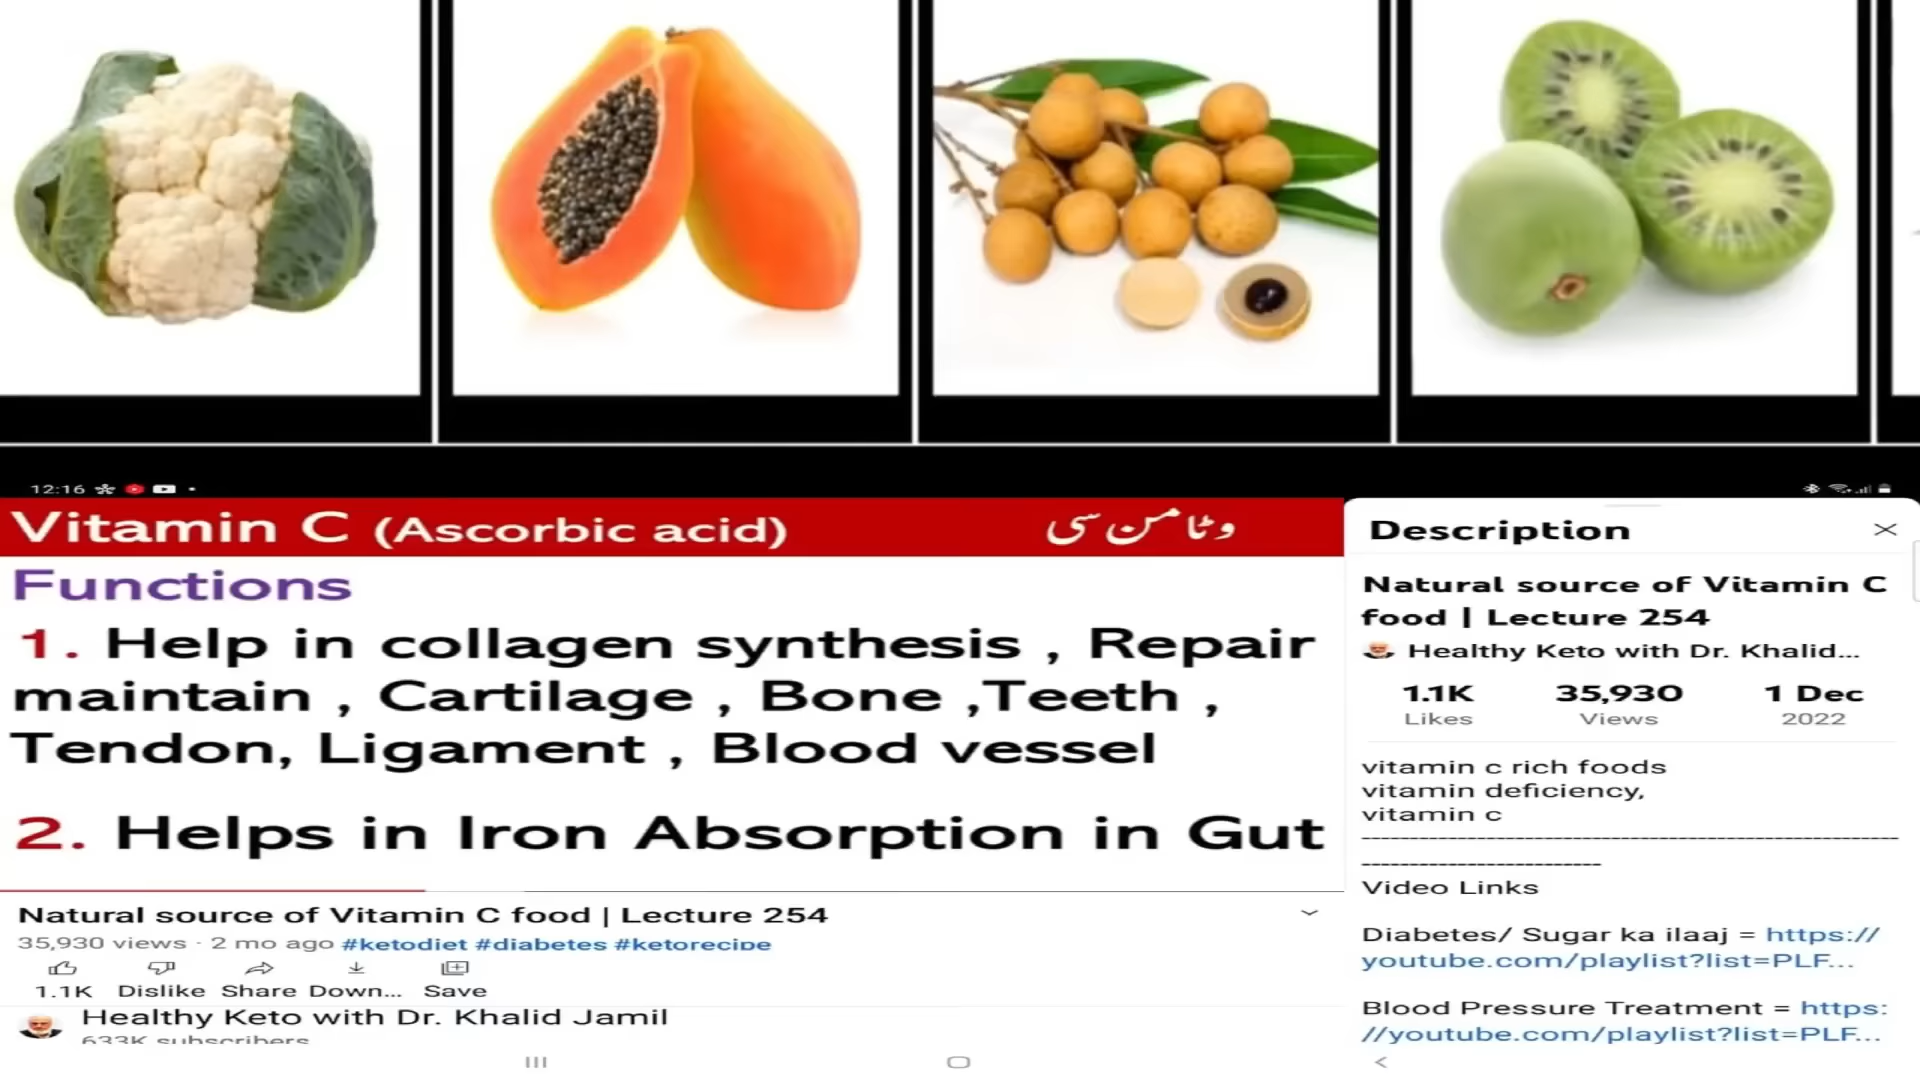 12:16
Vitamin C (Ascorbic acid) وٹامن سی
Functions
1. Help in collagen synthesis , Repair
maintain , Cartilage , Bone ,Teeth ,
Tendon, Ligament , Blood vessel
2. Helps in Iron Absorption in Gut
Natural source of Vitamin C food | Lecture 254
35,930 views · 2 mo ago #ketodiet #diabetes #ketorecipe
1.1K Dislike Share Down... Save
Healthy Keto with Dr. Khalid Jamil
633K subscribers
Description
Natural source of Vitamin C
food | Lecture 254
Healthy Keto with Dr. Khalid...
1.1K 35,930 1 Dec
Likes Views 2022
vitamin c rich foods
vitamin deficiency,
vitamin c
Video Links
Diabetes/ Sugar ka ilaaj = https://
youtube.com/playlist?list=PLF...
Blood Pressure Treatment = https:
//youtube.com/playlist?list=PLF...